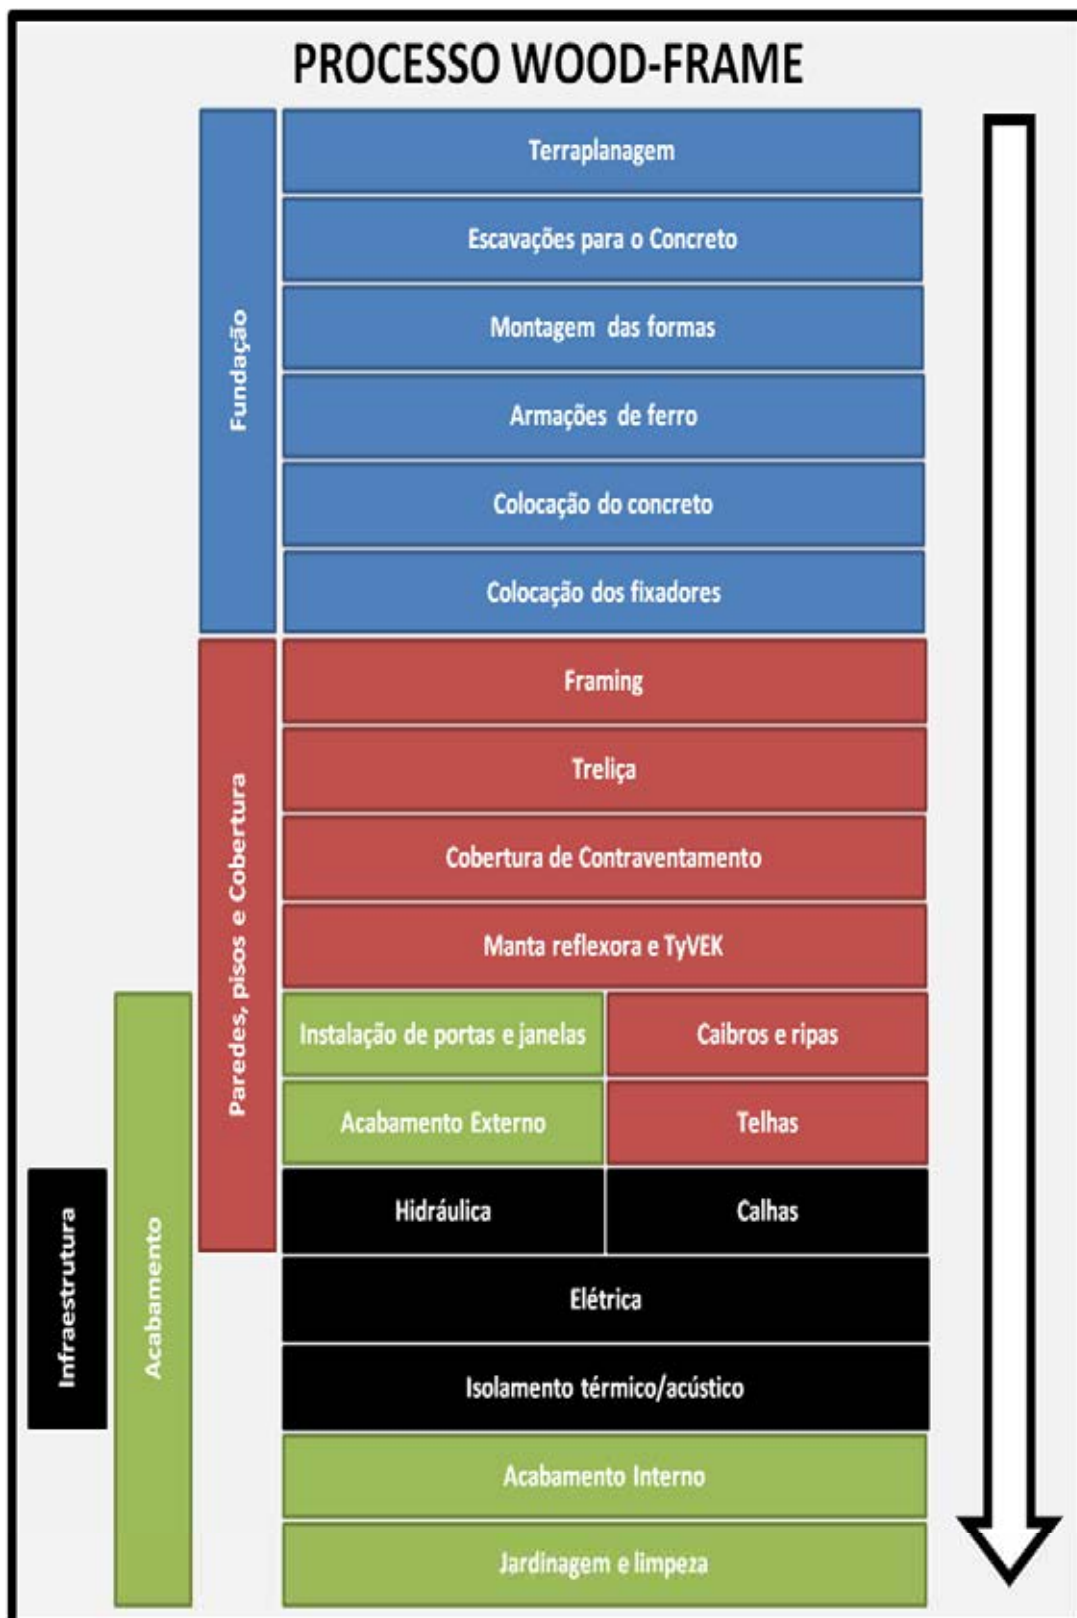 PROCESSO WOOD-FRAME
Fundação
Terraplanagem
Escavações para o Concreto
Montagem das formas
Armações de ferro
Colocação do concreto
Colocação dos fixadores
Paredes, pisos e Cobertura
Framing
Treliça
Cobertura de Contraventamento
Manta reflexora e TyVEK
Acabamento
Instalação de portas e janelas
Caibros e ripas
Acabamento Externo
Telhas
Infraestrutura
Hidráulica
Calhas
Elétrica
Isolamento térmico/acústico
Acabamento Interno
Jardinagem e limpeza